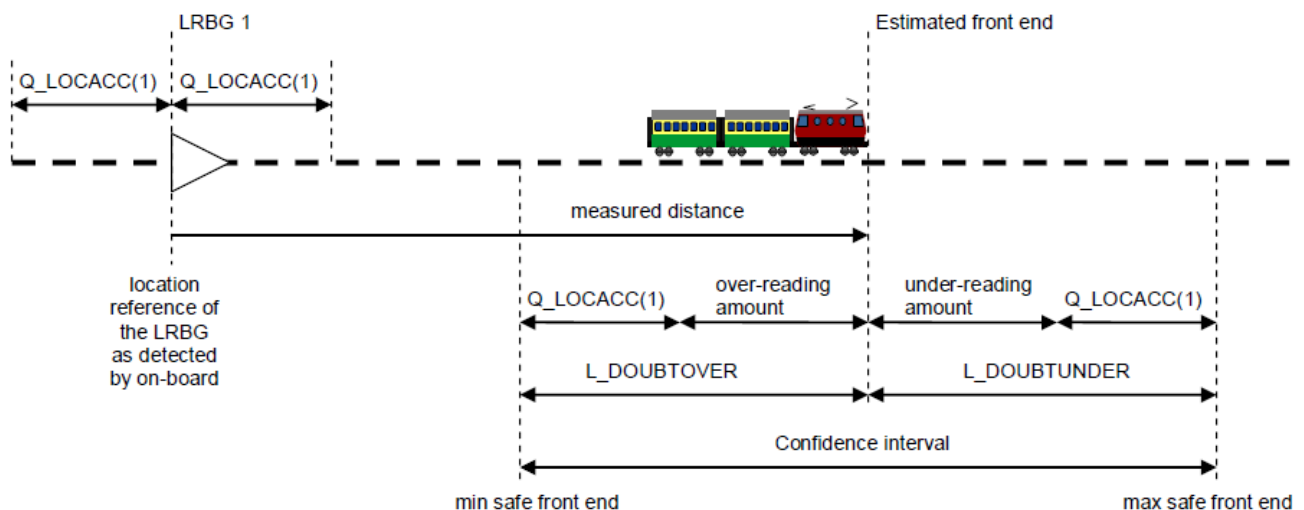 LRBG 1
Estimated front end
Q_LOCACC(1)
Q_LOCACC(1)
measured distance
location
reference of
the LRBG
as detected
by on-board
Q_LOCACC(1)
over-reading
amount
under-reading
amount
Q_LOCACC(1)
L_DOUBTOVER
L_DOUBTUNDER
Confidence interval
min safe front end
max safe front end